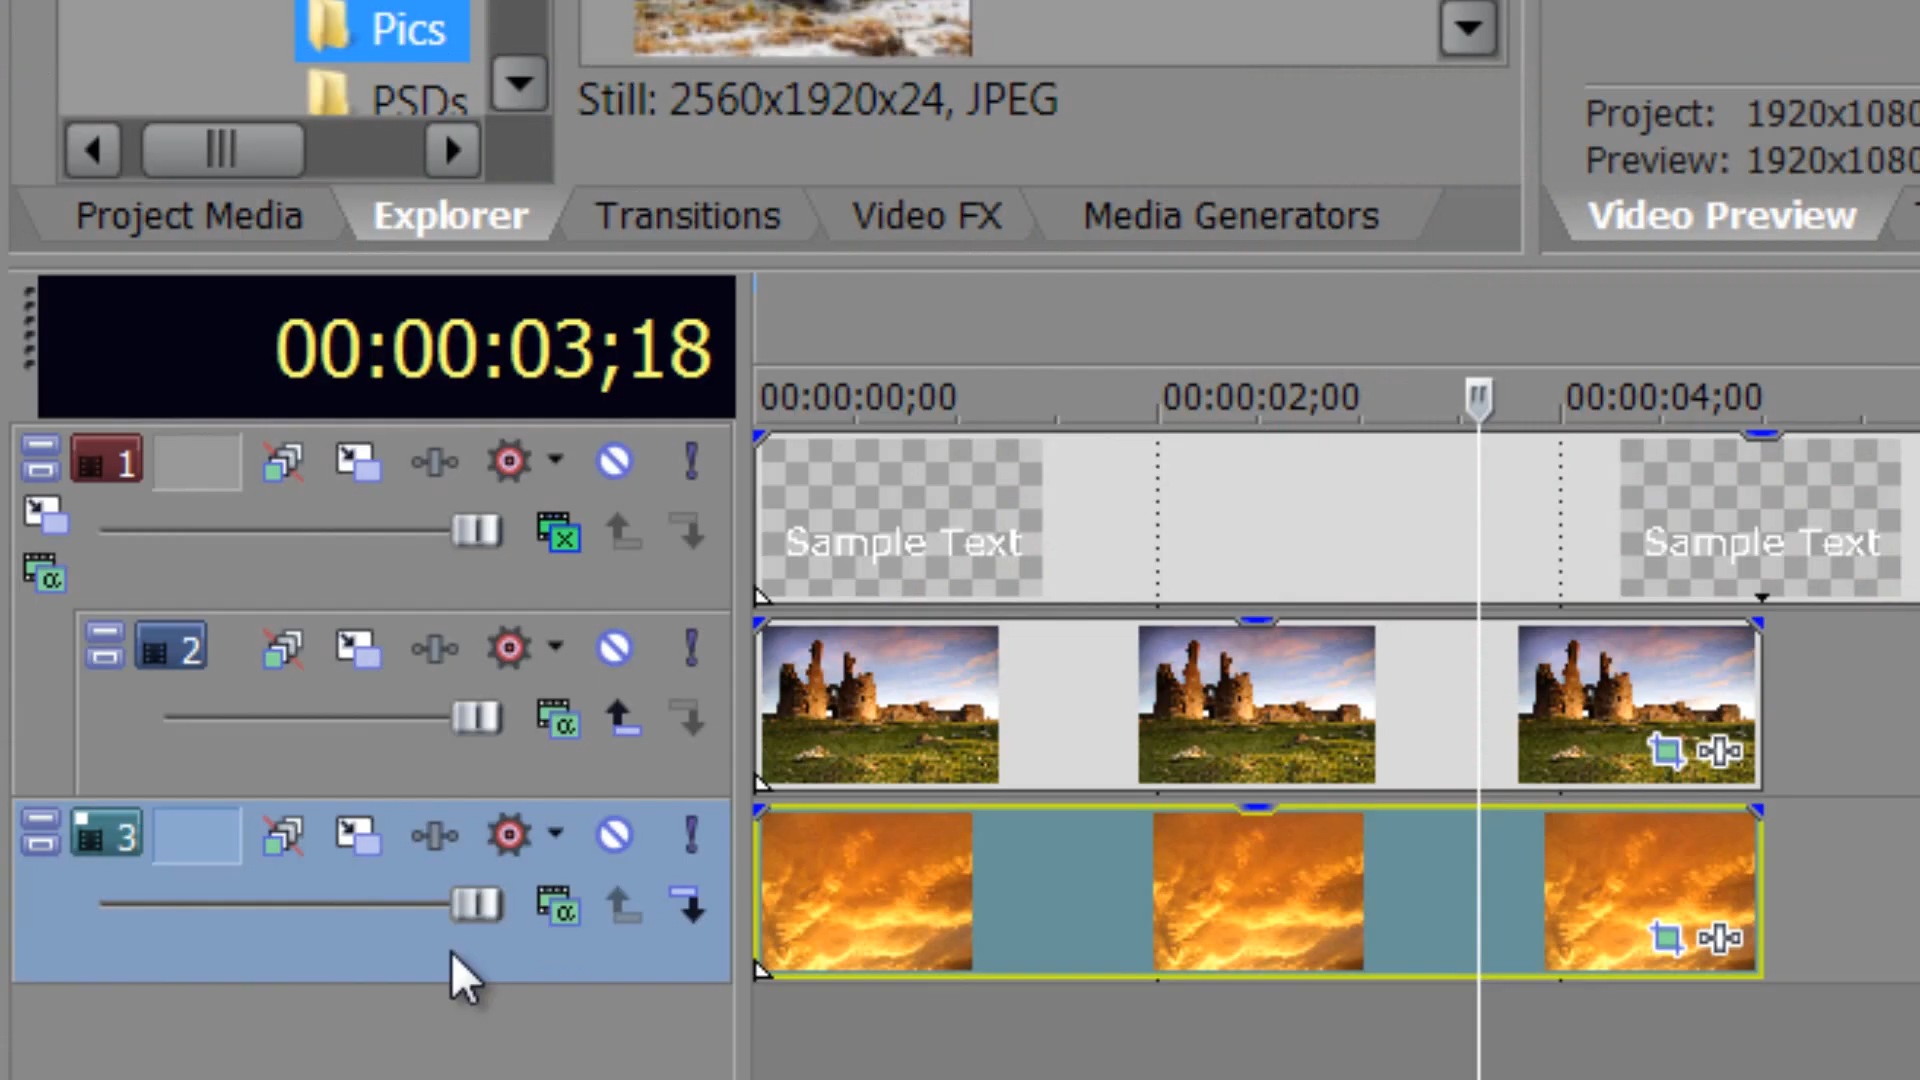 Pics
PSDs
Still: 2560x1920x24, JPEG
Project: 1920x1080
Preview: 1920x1080
Project Media
Explorer
Transitions
Video FX
Media Generators
Video Preview
00:00:03;18
00:00:00;00
00:00:02;00
00:00:04;00
1
Sample Text
Sample Text
2
3